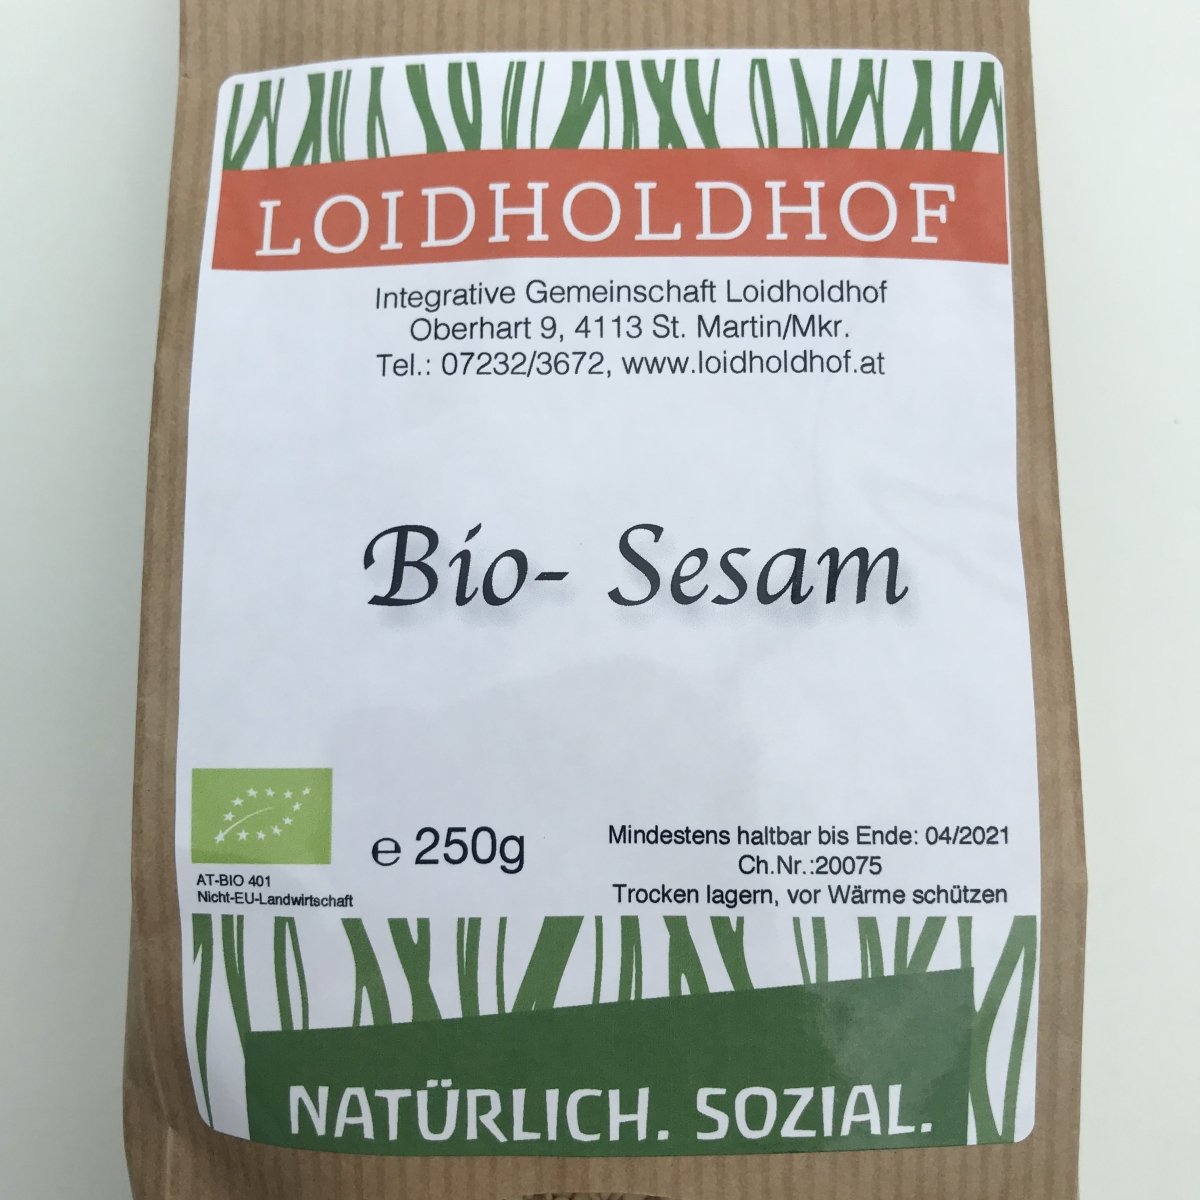 LOIDHOLDHOF
Integrative Gemeinschaft Loidholdhof
Oberhart 9, 4113 St. Martin/Mkr.
Tel.: 07232/3672, www.loidholdhof.at
Bio- Sesam
AT-BIO 401
Nicht-EU-Landwirtschaft
℮ 250g
Mindestens haltbar bis Ende: 04/2021
Ch.Nr.:20075
Trocken lagern, vor Wärme schützen
NATÜRLICH. SOZIAL.